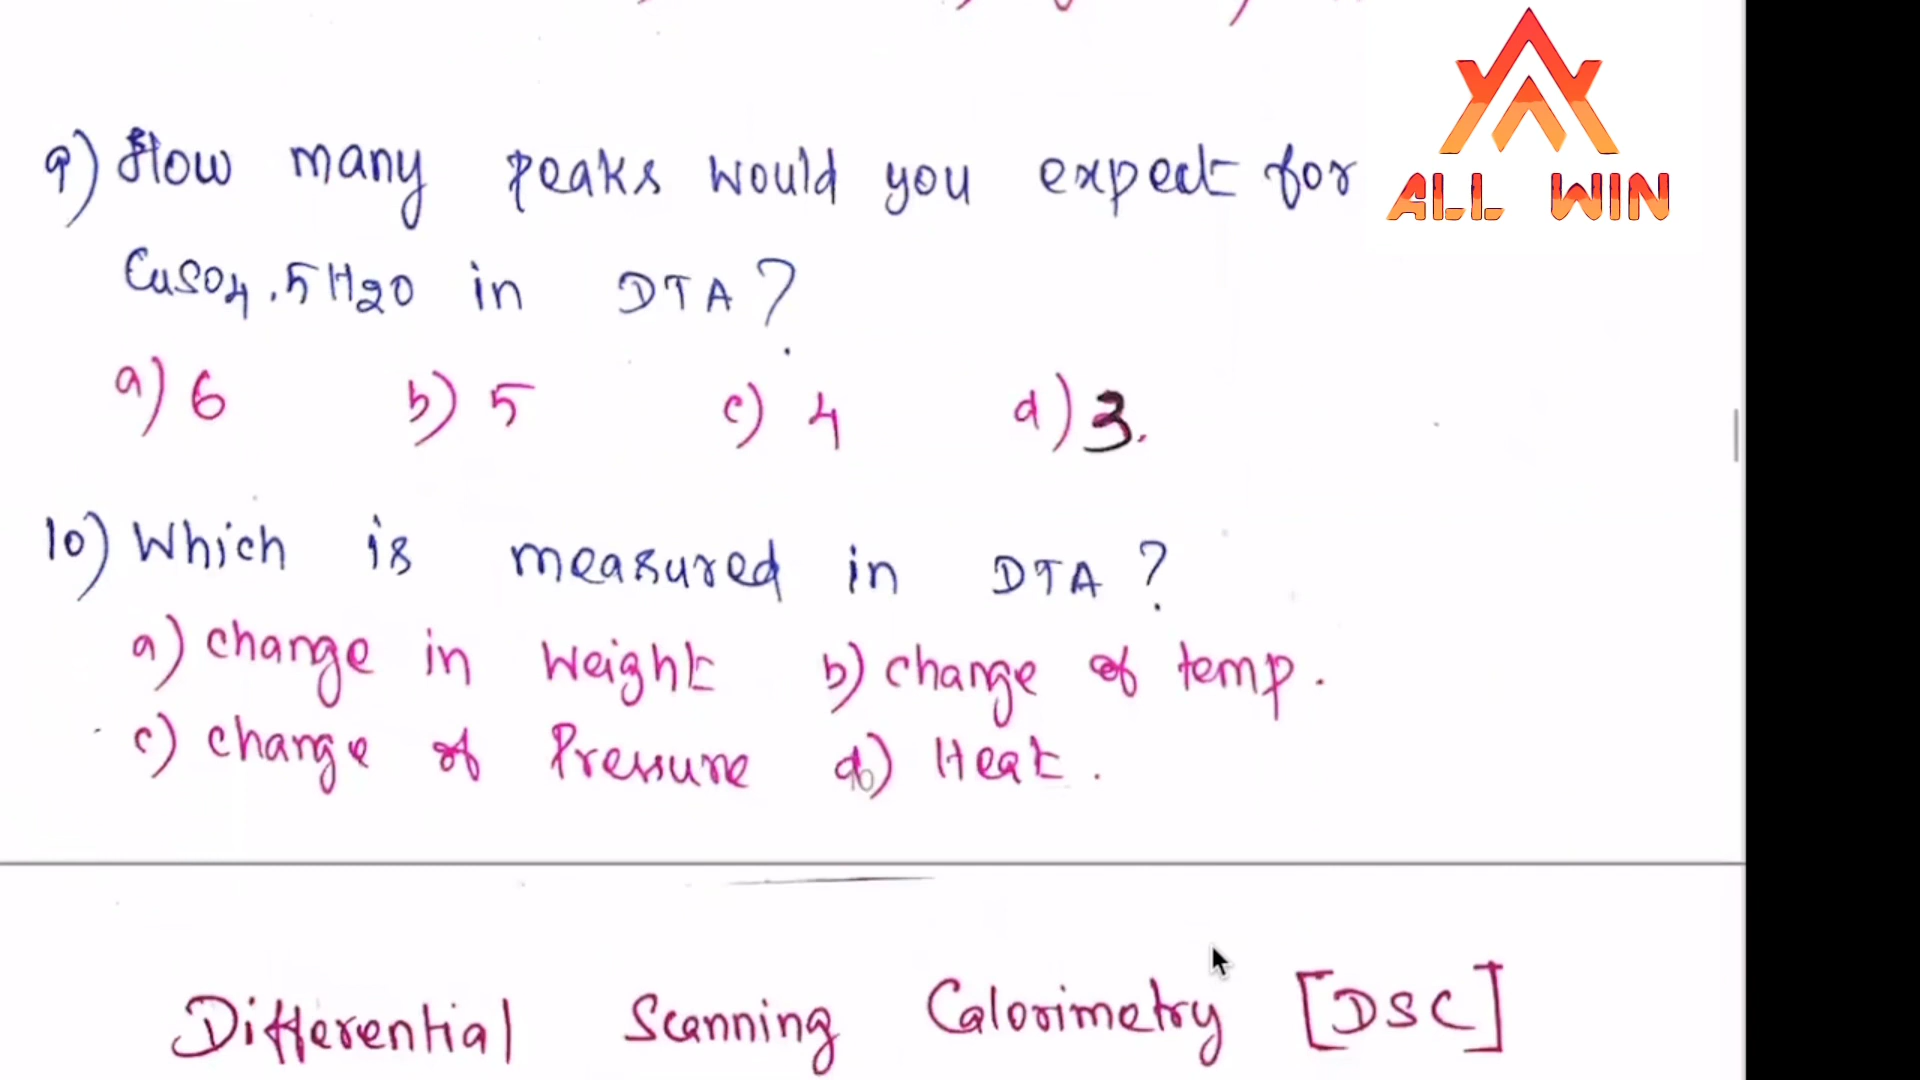 ALL WIN
9) How many peaks would you expect for
CuSO4.5H2O in DTA?
a) 6 b) 5 c) 4 d) 3.
10) Which is measured in DTA?
a) change in weight b) change of temp.
c) change of Pressure d) Heat.
Differential Scanning Calorimetry [DSC]